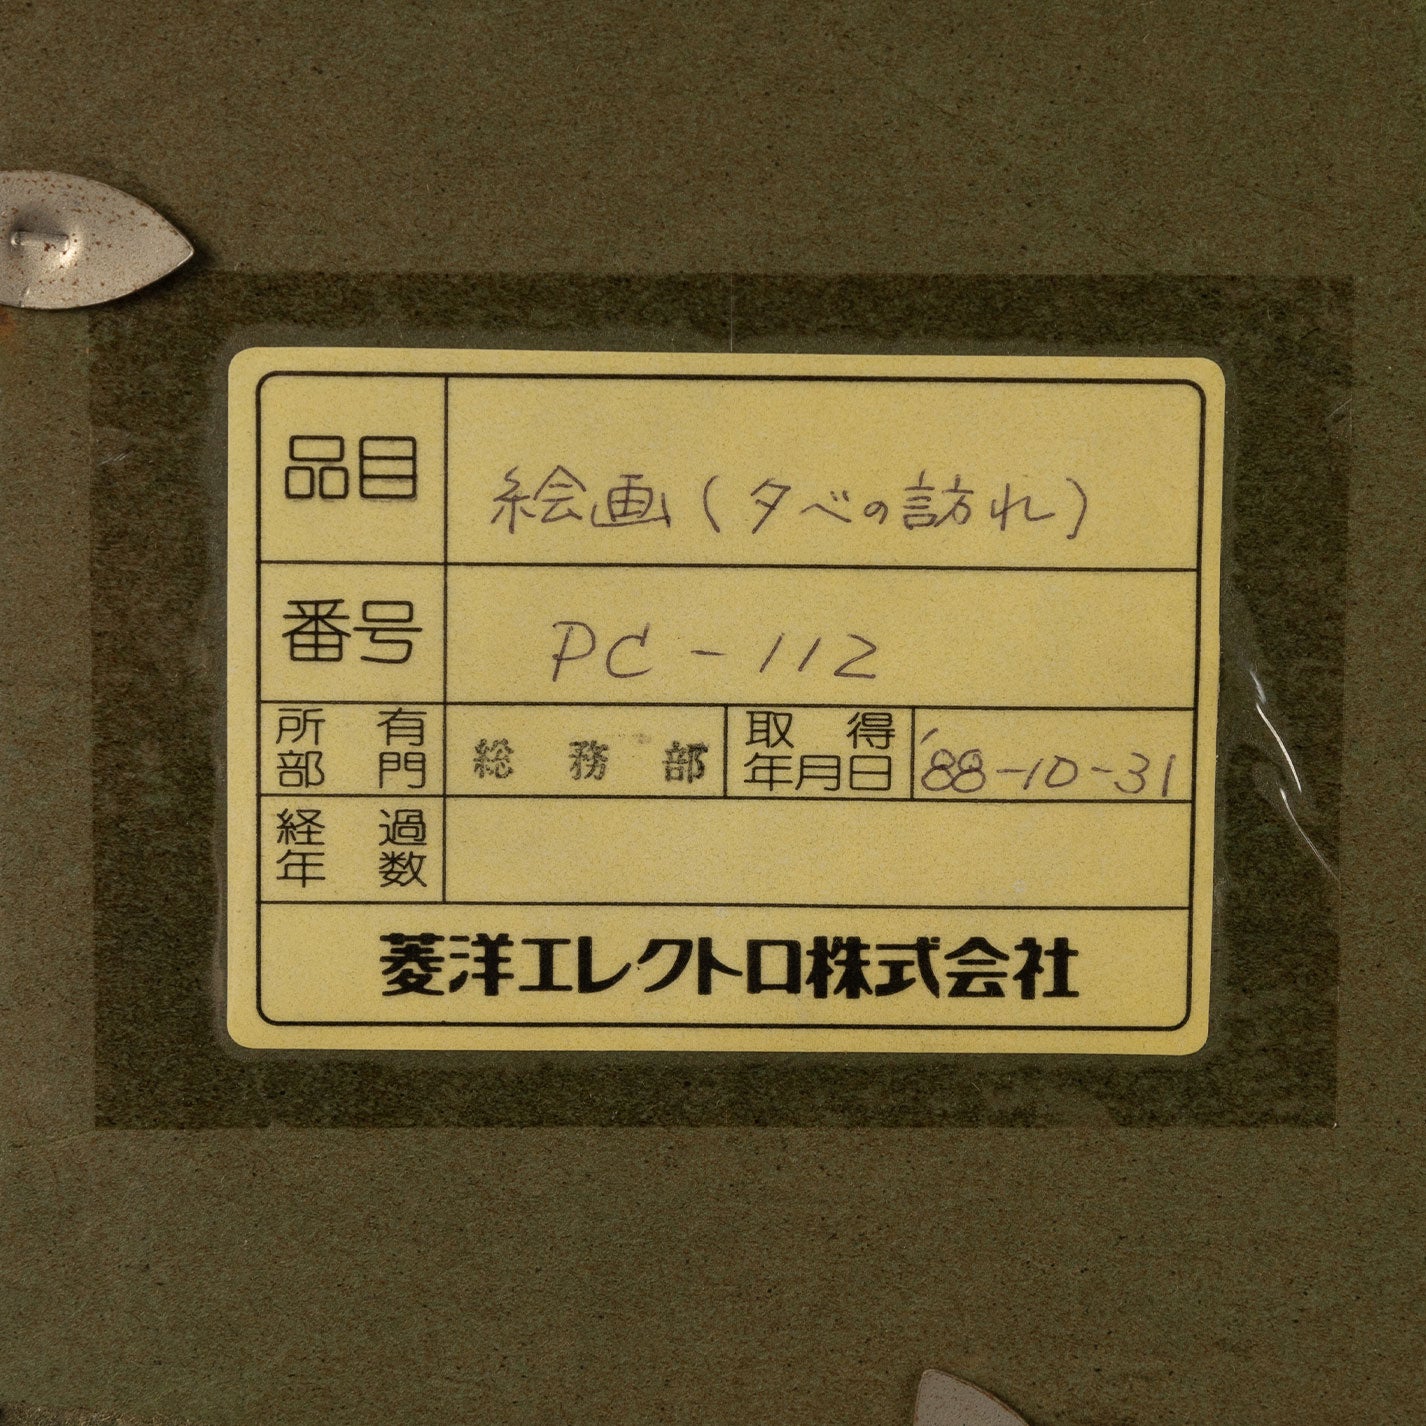 品目 絵画(夕べの訪れ)
番号 PC-112
所有部門 総務部 取得年月日 '88-10-31
経過年数
菱洋エレクトロ株式会社